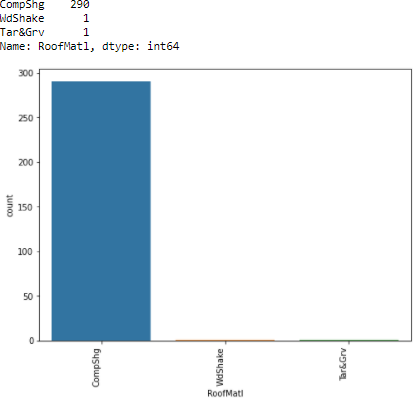 CompShg    290
WdShake      1
Tar&Grv      1
Name: RoofMatl, dtype: int64
300
250
200
150
100
50
0
count
CompShg
WdShake
Tar&Grv
RoofMatl